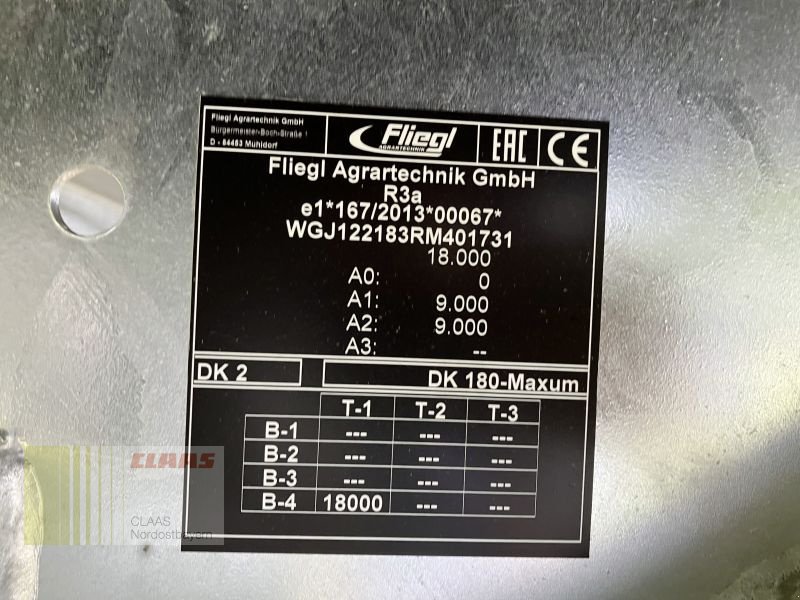 Fliegl Agrartechnik GmbH
Bürgermeister-Boch-Straße 1
D - 84453 Mühldorf
Fliegl
AGRARTECHNIK
EAC
CE
Fliegl Agrartechnik GmbH
R3a
e1*167/2013*00067*
WGJ122183RM401731
18.000
A0: 0
A1: 9.000
A2: 9.000
A3: --
DK 2
DK 180-Maxum
T-1 T-2 T-3
B-1 --- --- ---
B-2 --- --- ---
B-3 --- --- ---
B-4 18000 --- ---
CLAAS
CLAAS
Nordostbayern